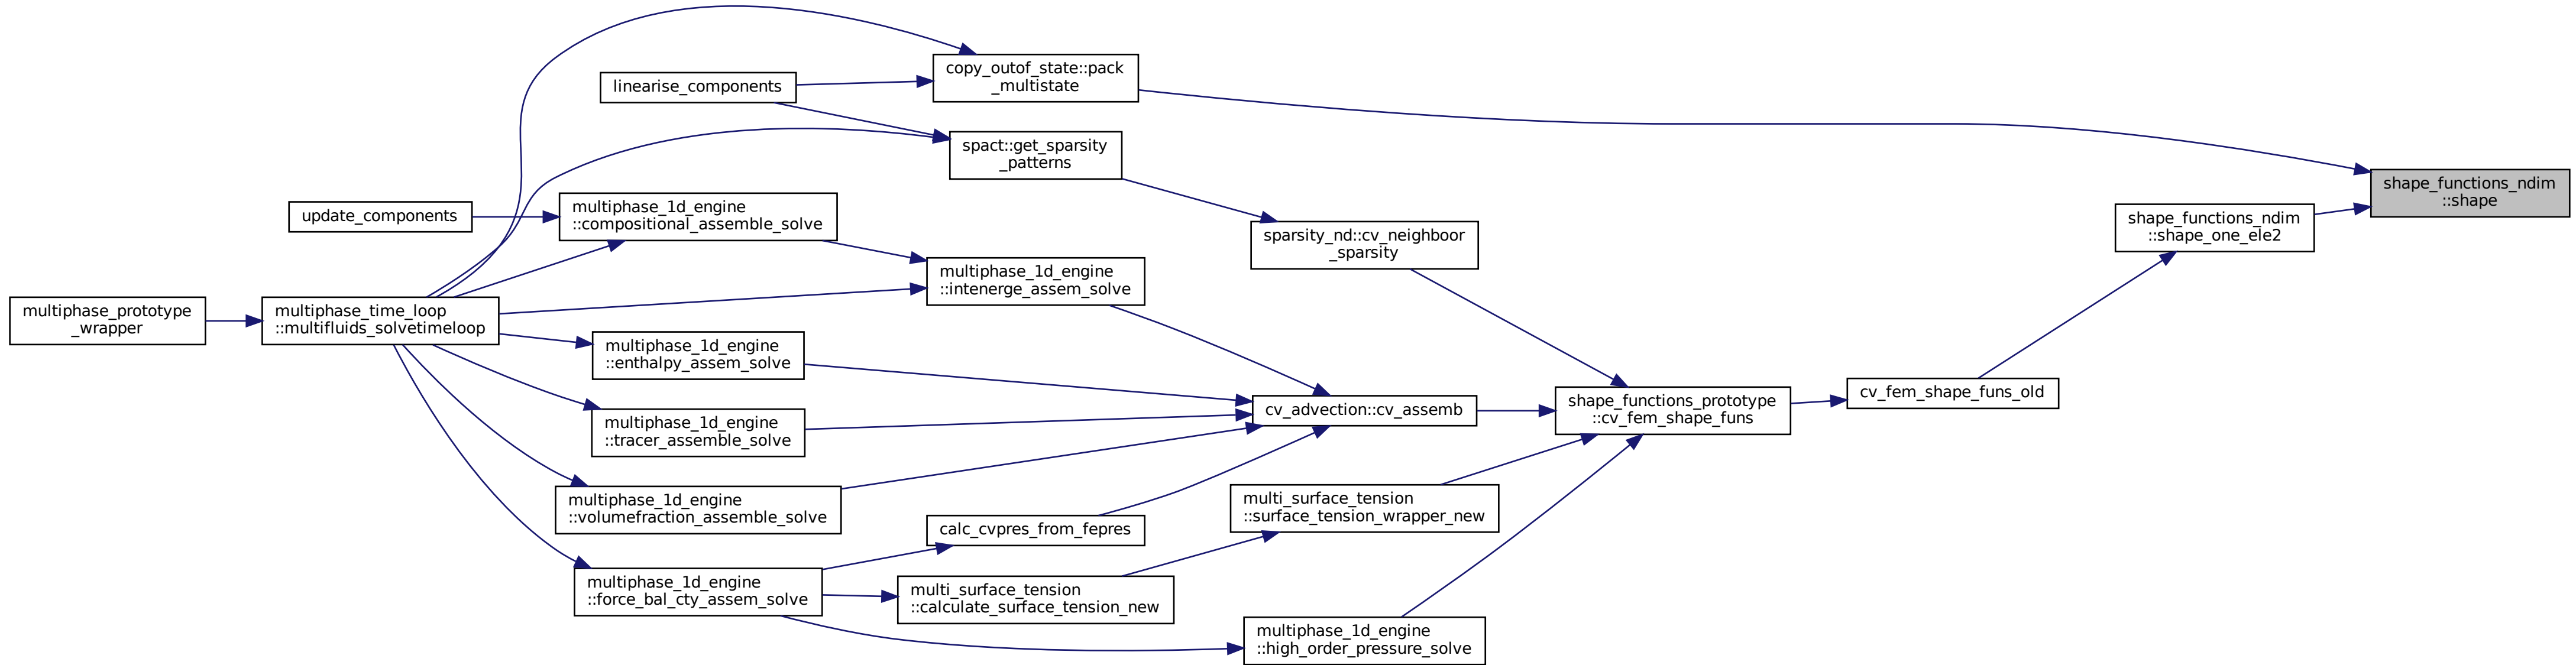 copy_outof_state::pack
_multistate
linearise_components
spact::get_sparsity
_patterns
shape_functions_ndim
::shape
update_components
multiphase_1d_engine
::compositional_assemble_solve
shape_functions_ndim
::shape_one_ele2
sparsity_nd::cv_neighboor
_sparsity
multiphase_1d_engine
::intenerge_assem_solve
multiphase_prototype
_wrapper
multiphase_time_loop
::multifluids_solvetimeloop
multiphase_1d_engine
::enthalpy_assem_solve
cv_fem_shape_funs_old
shape_functions_prototype
::cv_fem_shape_funs
cv_advection::cv_assemb
multiphase_1d_engine
::tracer_assemble_solve
multiphase_1d_engine
::volumefraction_assemble_solve
multi_surface_tension
::surface_tension_wrapper_new
calc_cvpres_from_fepres
multiphase_1d_engine
::force_bal_cty_assem_solve
multi_surface_tension
::calculate_surface_tension_new
multiphase_1d_engine
::high_order_pressure_solve